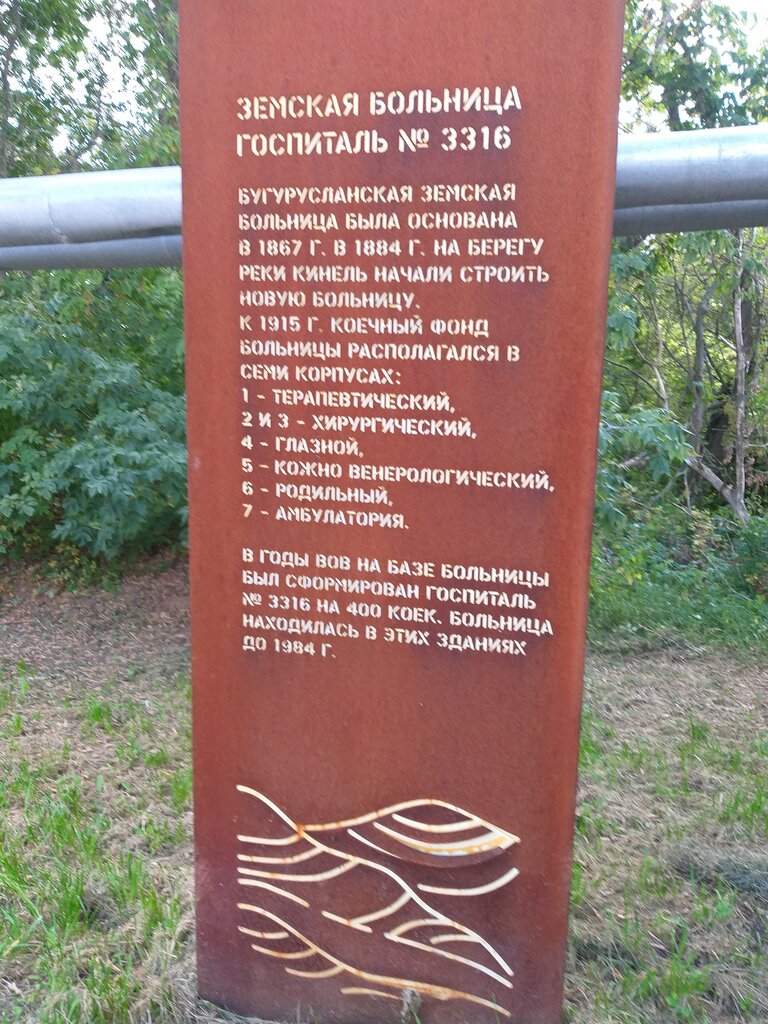 ЗЕМСКАЯ БОЛЬНИЦА
ГОСПИТАЛЬ № 3316
БУГУРУСЛАНСКАЯ ЗЕМСКАЯ
БОЛЬНИЦА БЫЛА ОСНОВАНА
В 1867 Г. В 1884 Г. НА БЕРЕГУ
РЕКИ КИНЕЛЬ НАЧАЛИ СТРОИТЬ
НОВУЮ БОЛЬНИЦУ.
К 1915 Г. КОЕЧНЫЙ ФОНД
БОЛЬНИЦЫ РАСПОЛАГАЛСЯ В
СЕМИ КОРПУСАХ:
1 - ТЕРАПЕВТИЧЕСКИЙ,
2 И 3 - ХИРУРГИЧЕСКИЙ,
4 - ГЛАЗНОЙ,
5 - КОЖНО ВЕНЕРОЛОГИЧЕСКИЙ,
6 - РОДИЛЬНЫЙ,
7 - АМБУЛАТОРИЯ.
В ГОДЫ ВОВ НА БАЗЕ БОЛЬНИЦЫ
БЫЛ СФОРМИРОВАН ГОСПИТАЛЬ
№ 3316 НА 400 КОЕК. БОЛЬНИЦА
НАХОДИЛАСЬ В ЭТИХ ЗДАНИЯХ
ДО 1984 Г.